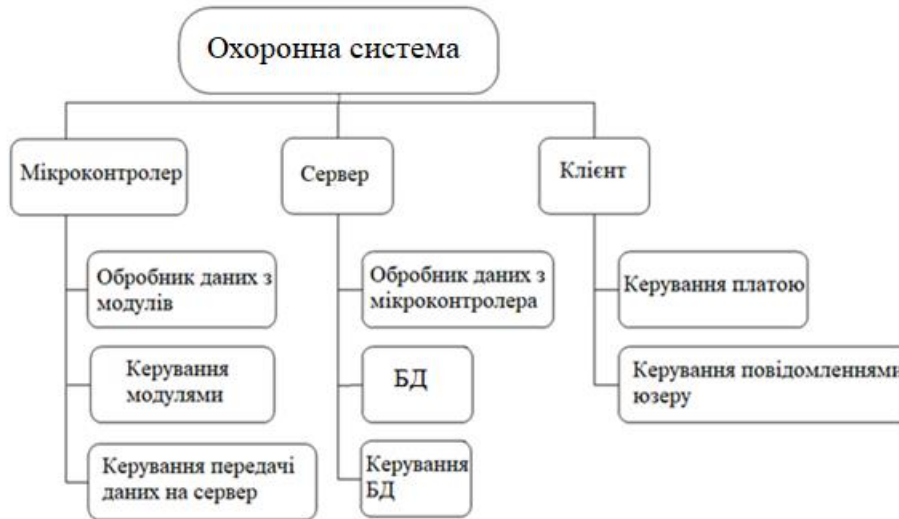 Охоронна система
Мікроконтролер
Сервер
Клієнт
Обробник даних з
модулів
Керування
модулями
Керування передачі
даних на сервер
Обробник даних з
мікроконтролера
БД
Керування
БД
Керування платою
Керування повідомленнями
юзеру